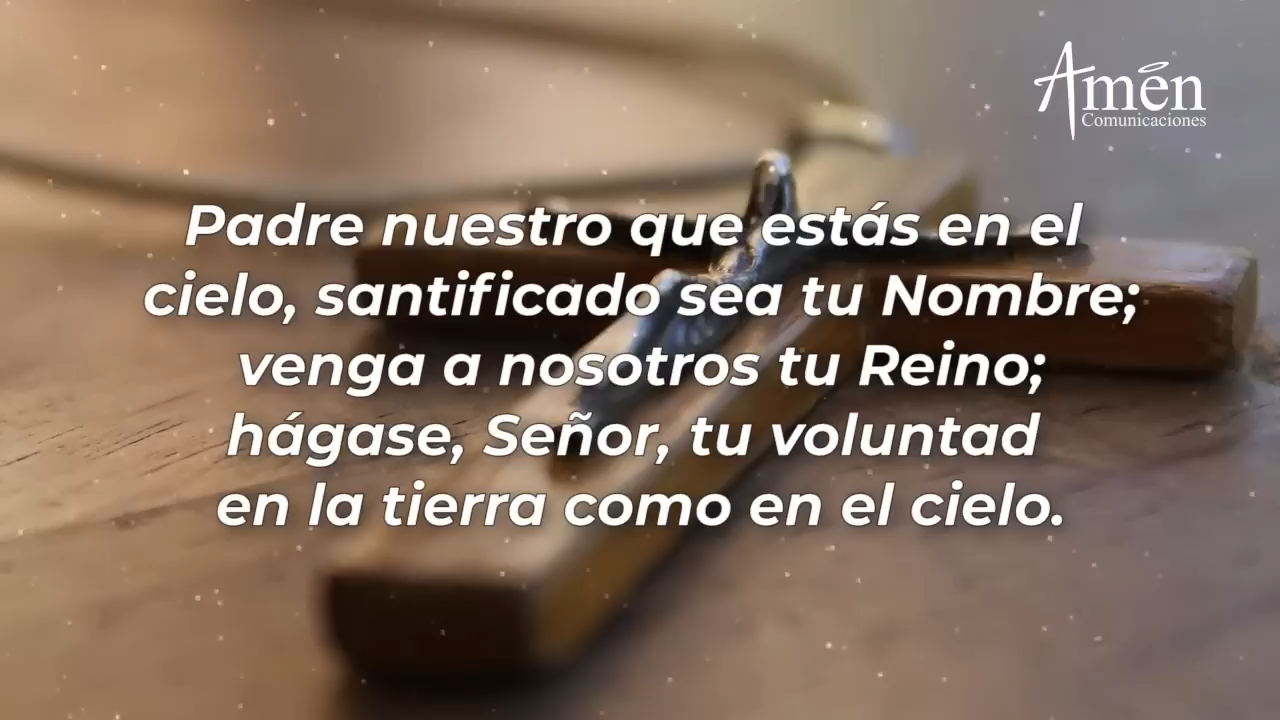 Amén
Comunicaciones
Padre nuestro que estás en el
cielo, santificado sea tu Nombre;
venga a nosotros tu Reino;
hágase, Señor, tu voluntad
en la tierra como en el cielo.